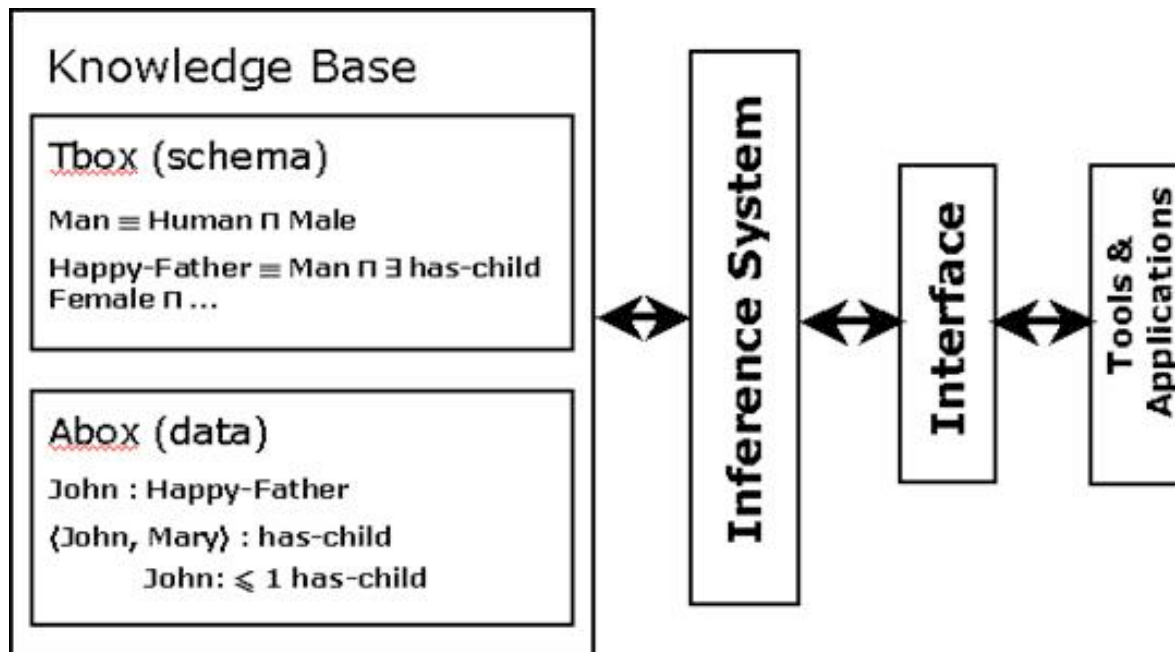 Knowledge Base
Tbox (schema)
Man ≡ Human ⊓ Male
Happy-Father ≡ Man ⊓ ∃ has-child
Female ⊓ ...
Abox (data)
John : Happy-Father
⟨John, Mary⟩ : has-child
John: ⩽ 1 has-child
Inference System
Interface
Tools &
Applications